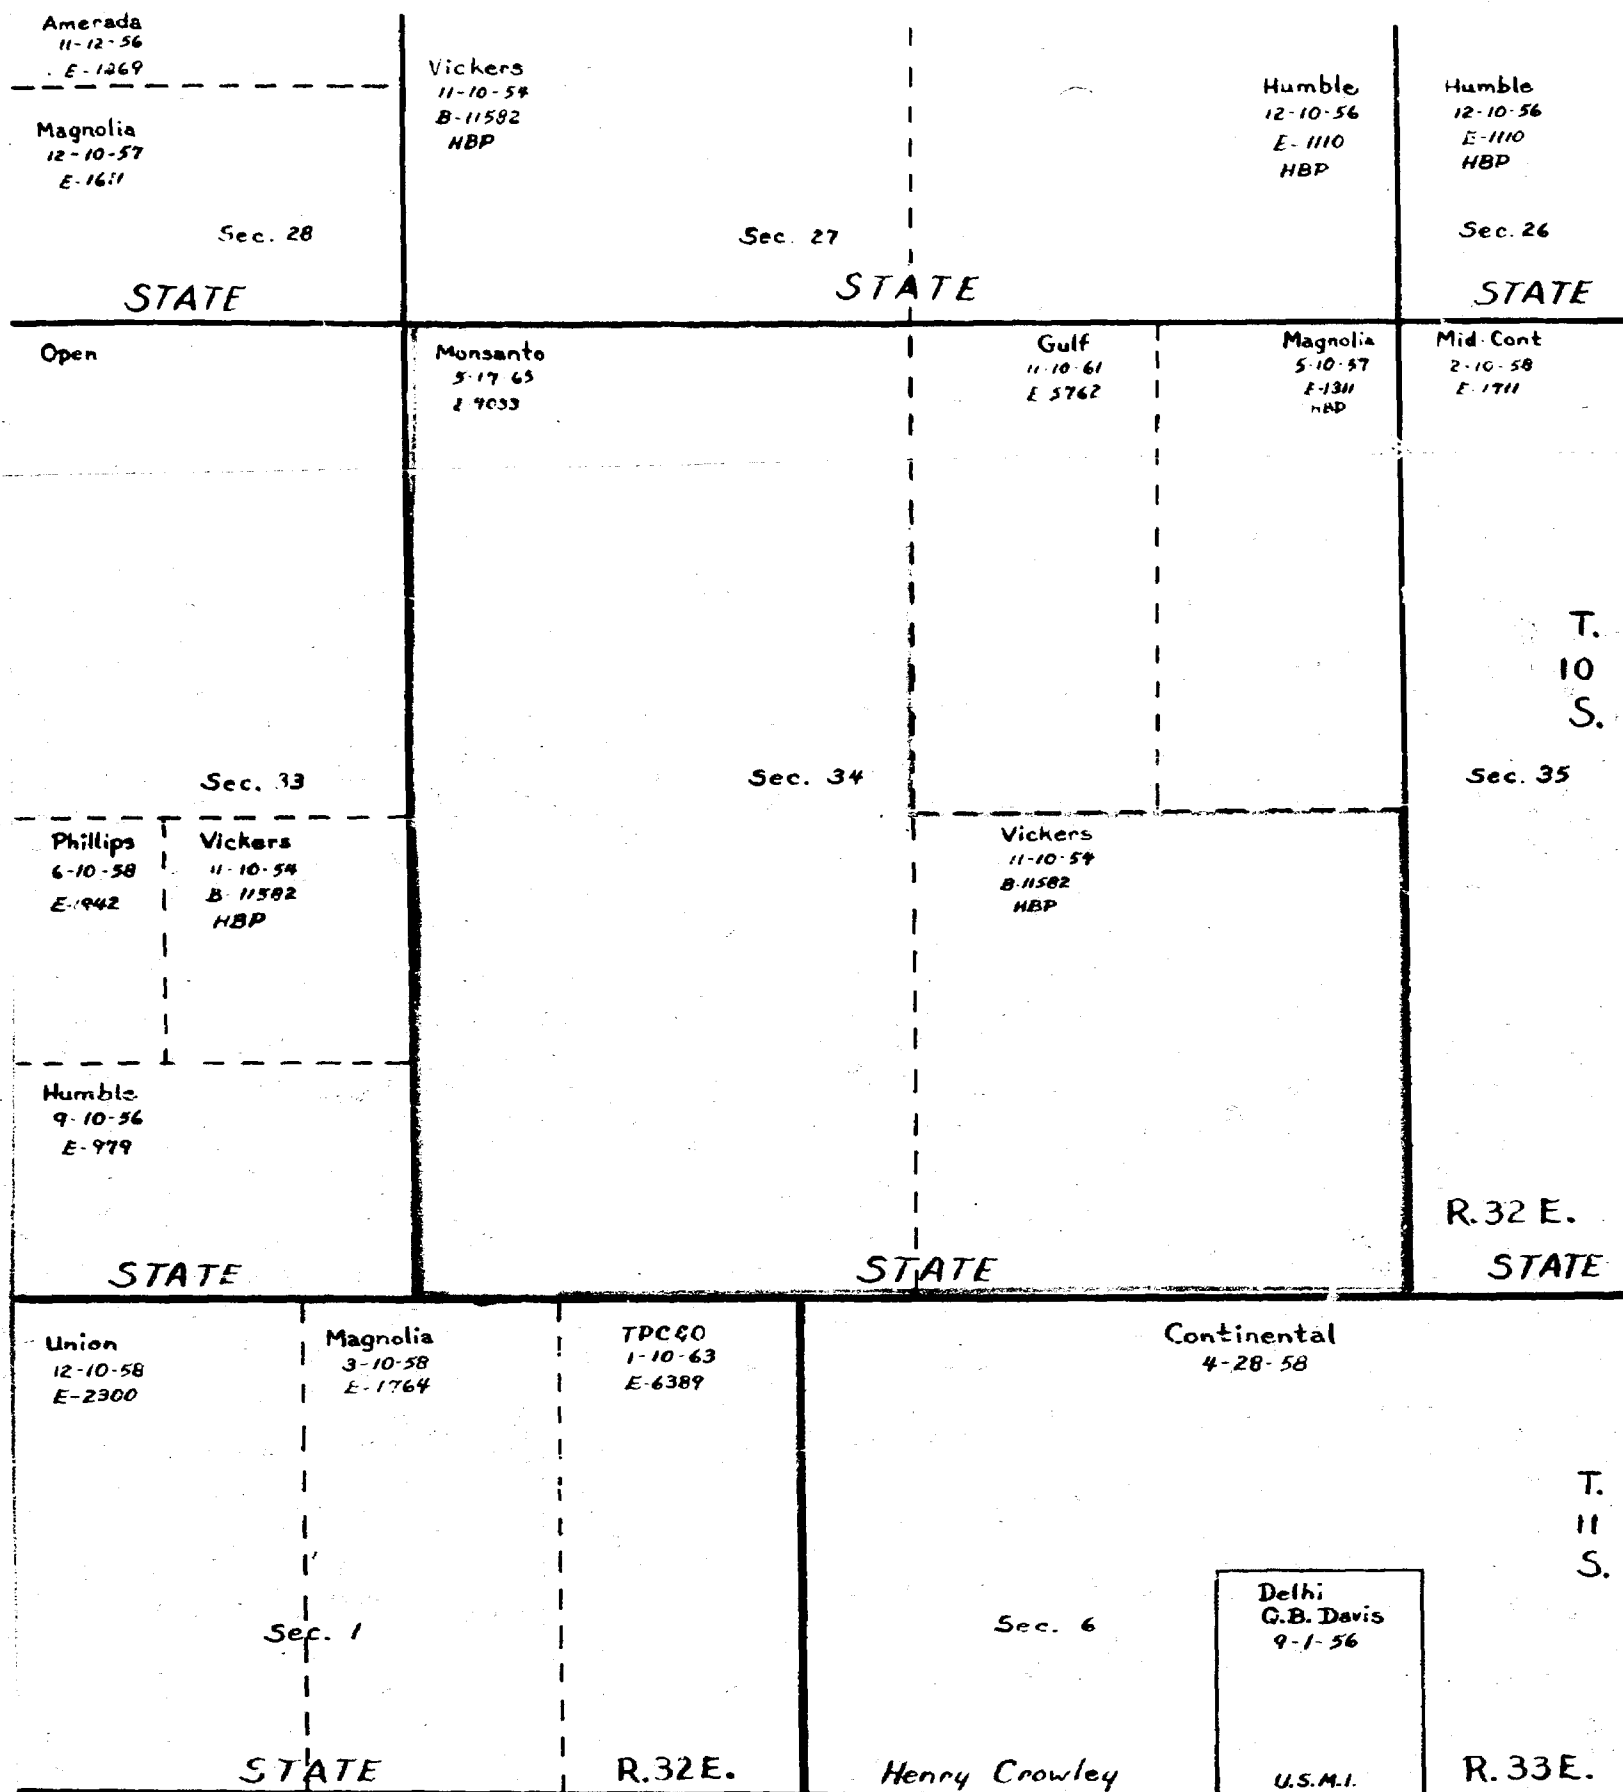 Amerada
11-12-56
E-1269
Magnolia
12-10-57
Sec. 28
STATE
Vickers
11-10-54
B-11582
HBP
Sec. 27
STATE
Humble
12-10-56
E-1110
HBP
Humble
12-10-56
E-1110
HBP
Sec. 26
STATE
Open
Sec. 33
Phillips
6-10-58
E-1942
Vickers
11-10-54
B-11582
HBP
Humble
9-10-56
E-979
STATE
Monsanto
5-17-65
Sec. 34
Gulf
11-10-61
E 5762
Magnolia
5-10-57
E-1311
HBP
Vickers
11-10-54
B-11582
HBP
STATE
Mid-Cont
2-10-58
E-1711
T.
10
S.
Sec. 35
R. 32 E.
STATE
Union
12-10-58
E-2300
Magnolia
3-10-58
E-1764
TPC&O
1-10-63
E-6389
Sec. 1
STATE
R. 32 E.
Continental
4-28-58
Sec. 6
Henry Crowley
Delhi
G.B. Davis
9-1-56
U.S.M.I.
T.
11
S.
R. 33 E.